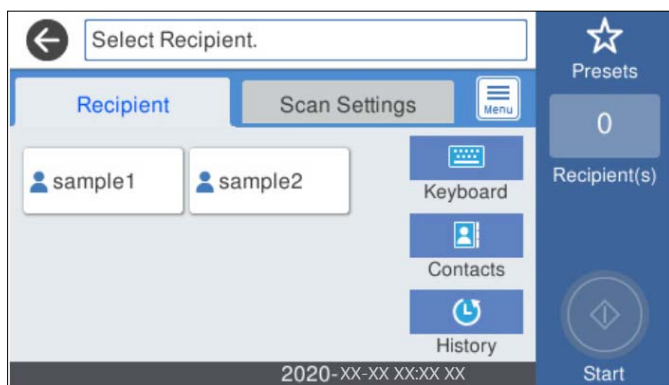 Select Recipient.
Presets
Recipient
Scan Settings
Menu
0
Recipient(s)
sample1
sample2
Keyboard
Contacts
History
2020-XX-XX XX:XX XX
Start